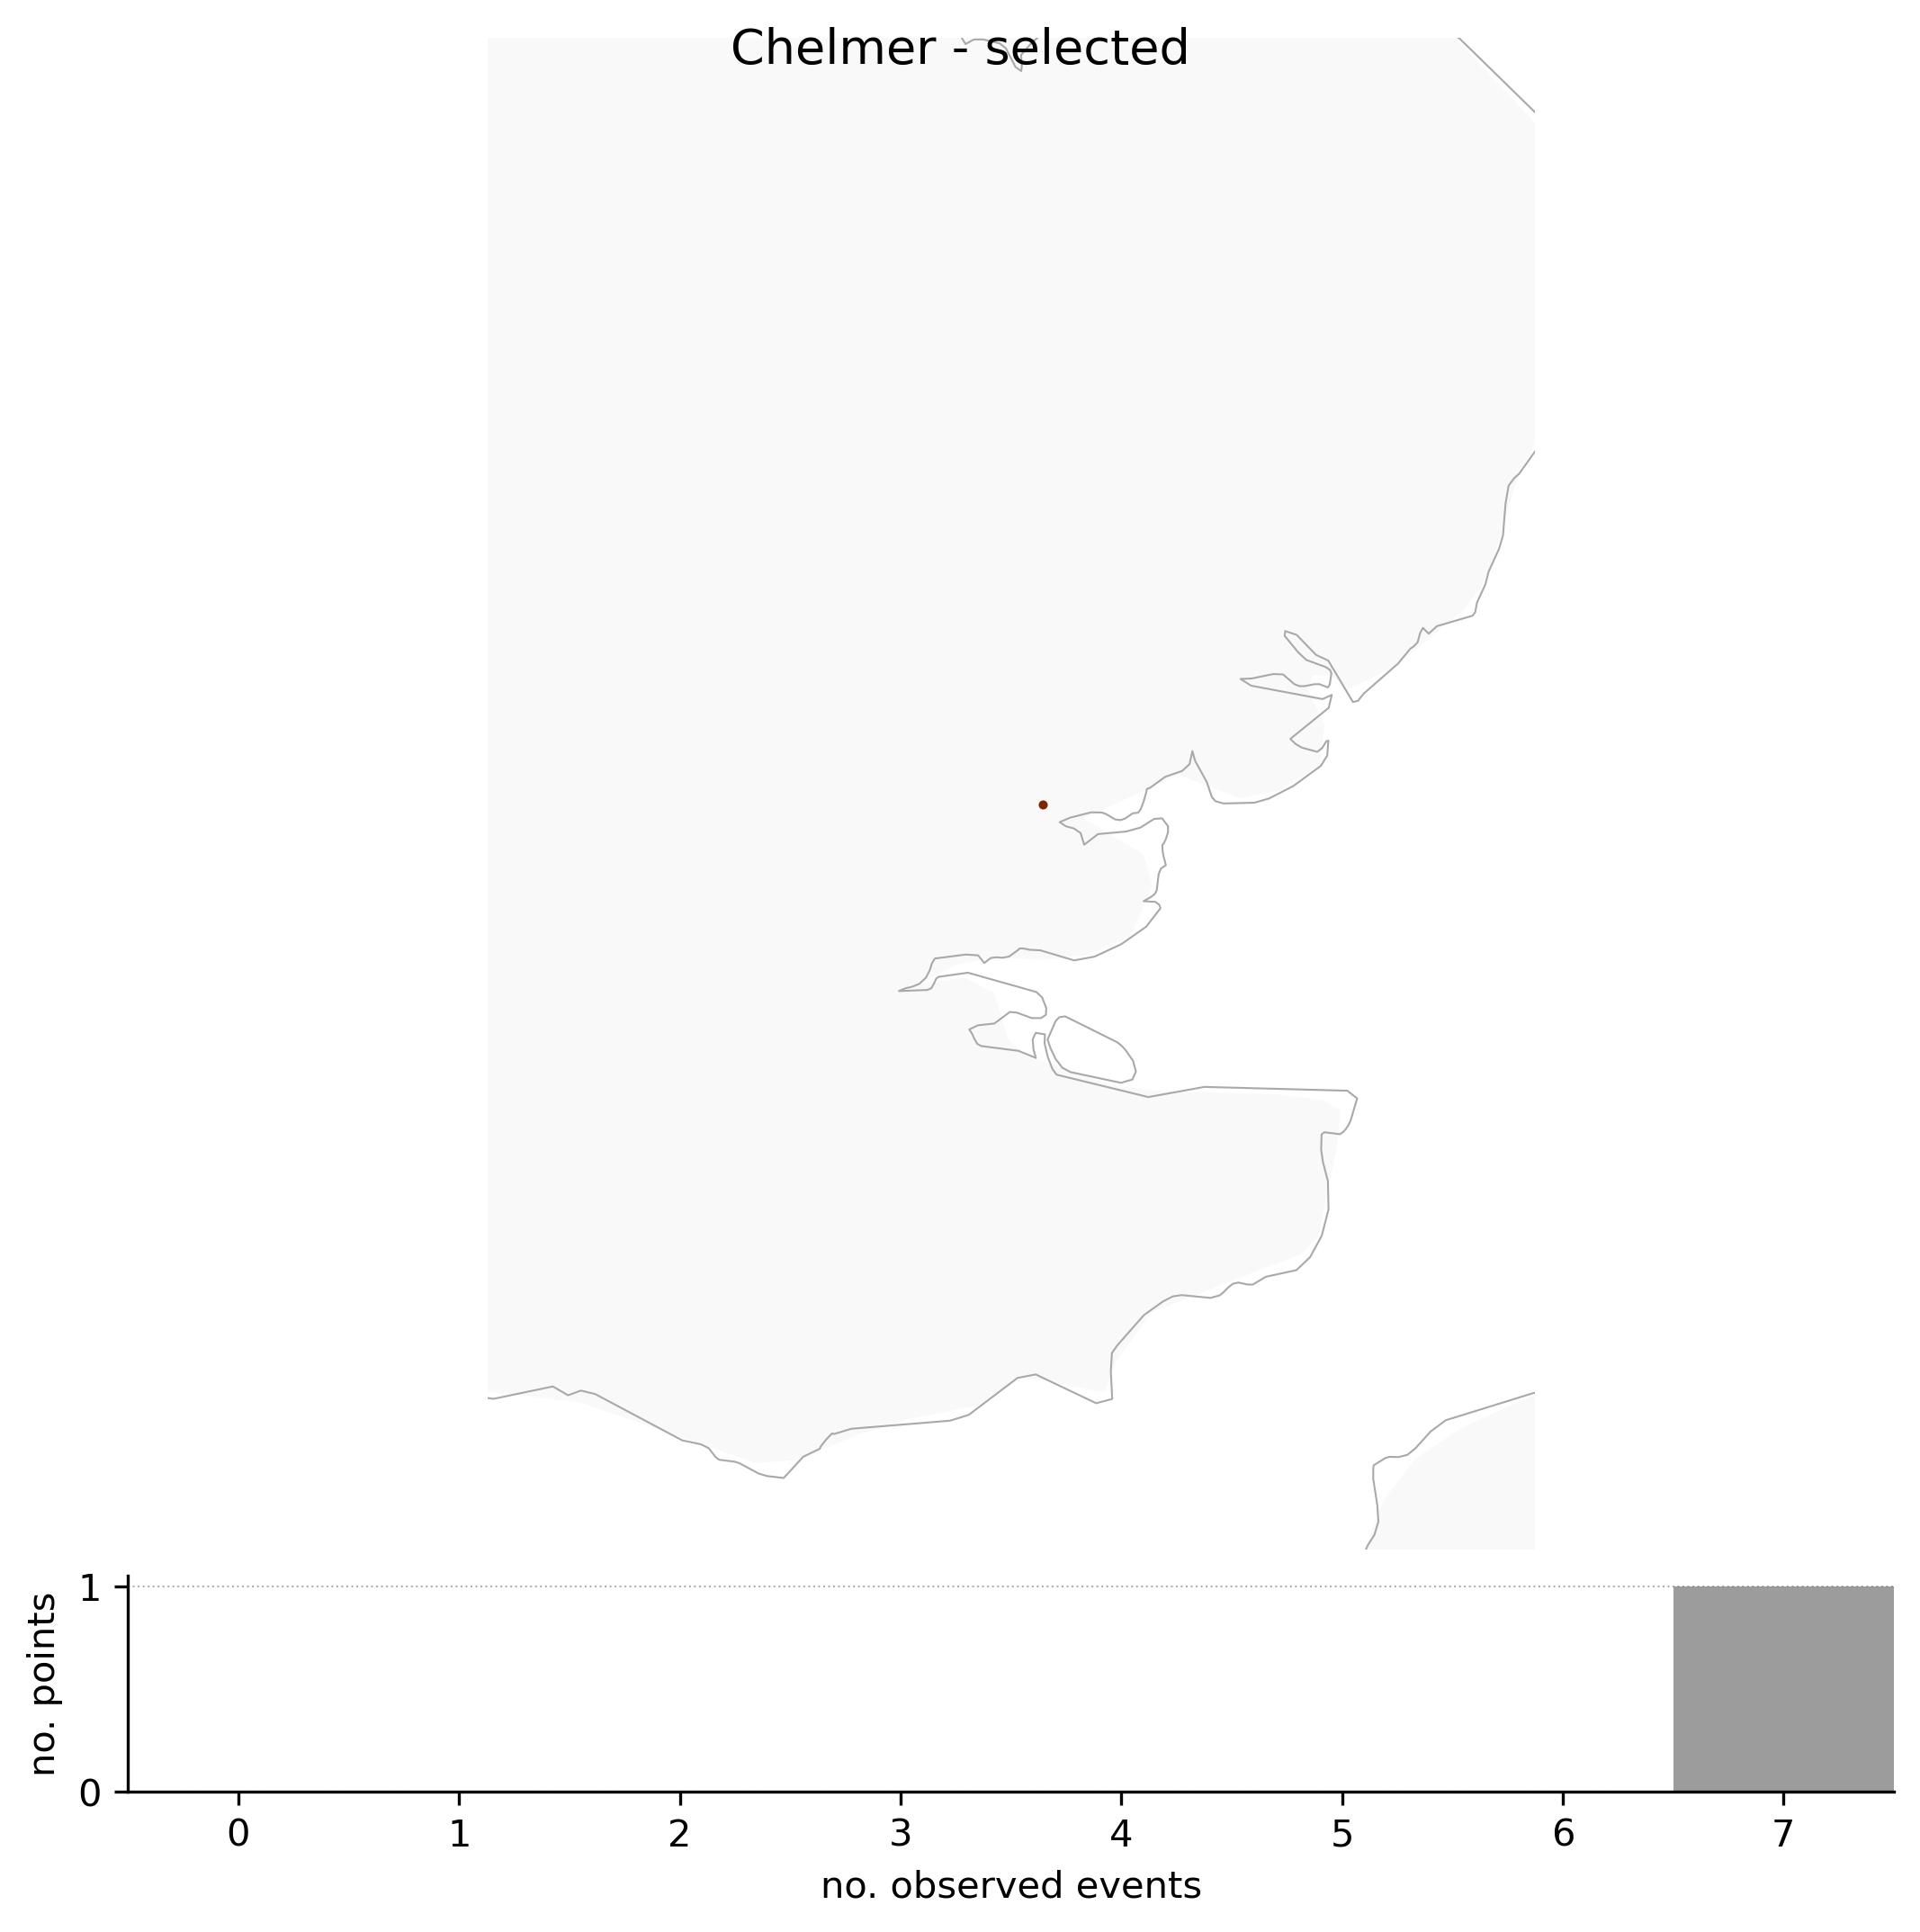 Chelmer - selected
1
0
no. points
0 1 2 3 4 5 6 7
no. observed events